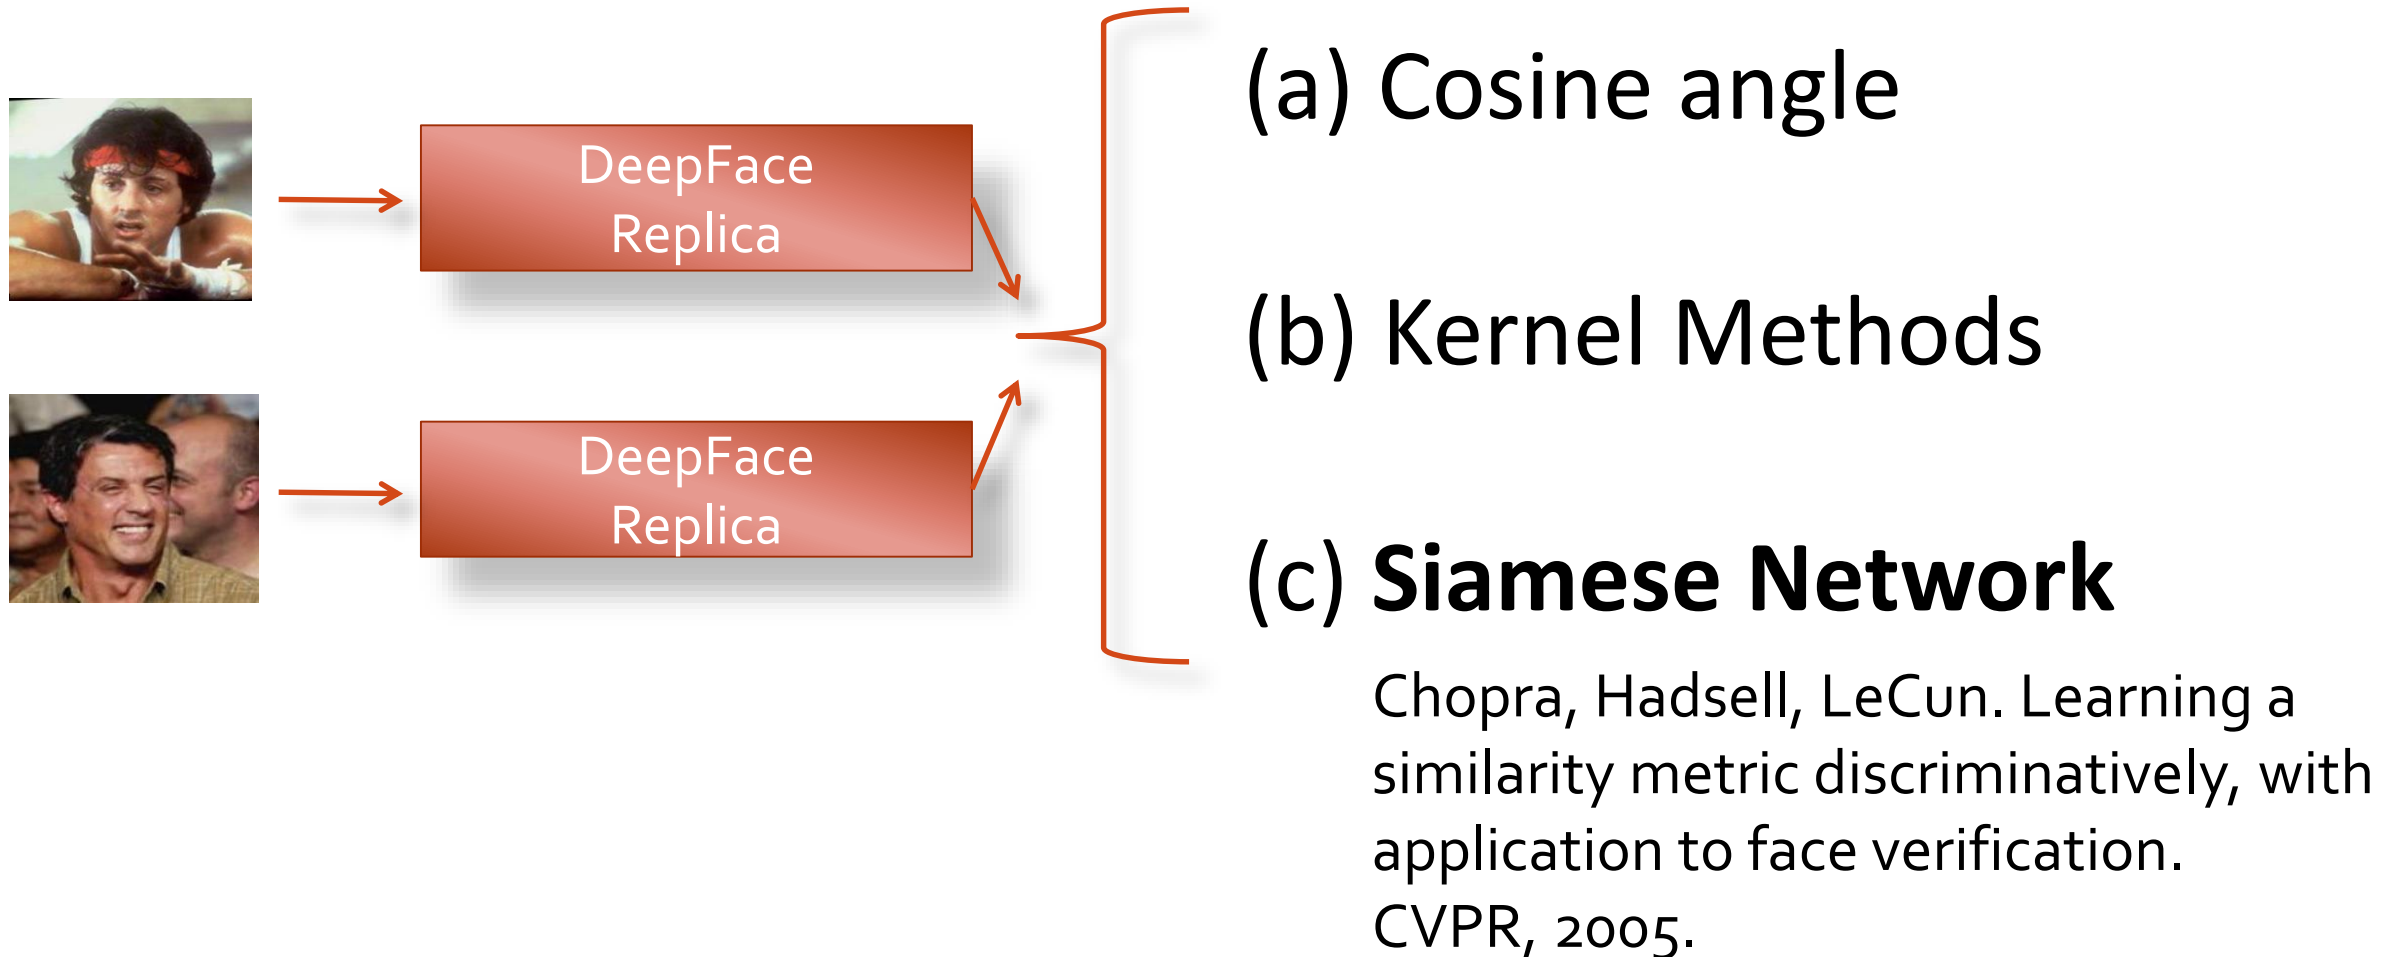 DeepFace
Replica
DeepFace
Replica
(a) Cosine angle
(b) Kernel Methods
(c) Siamese Network
Chopra, Hadsell, LeCun. Learning a
similarity metric discriminatively, with
application to face verification.
CVPR, 2005.